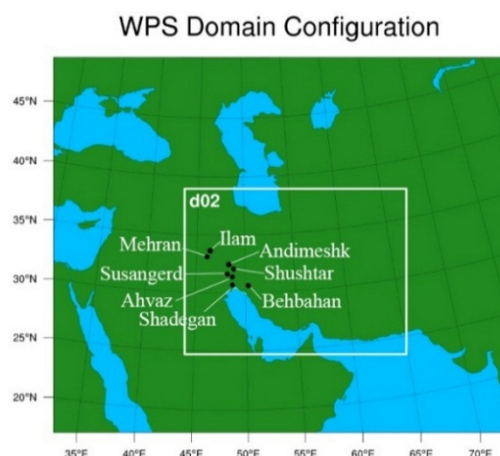 WPS Domain Configuration
45°N
40°N
35°N
30°N
25°N
20°N
d02
Mehran
Ilam
Andimeshk
Susangerd
Shushtar
Ahvaz
Behbahan
Shadegan
35°E
40°E
45°E
50°E
55°E
60°E
65°E
70°E